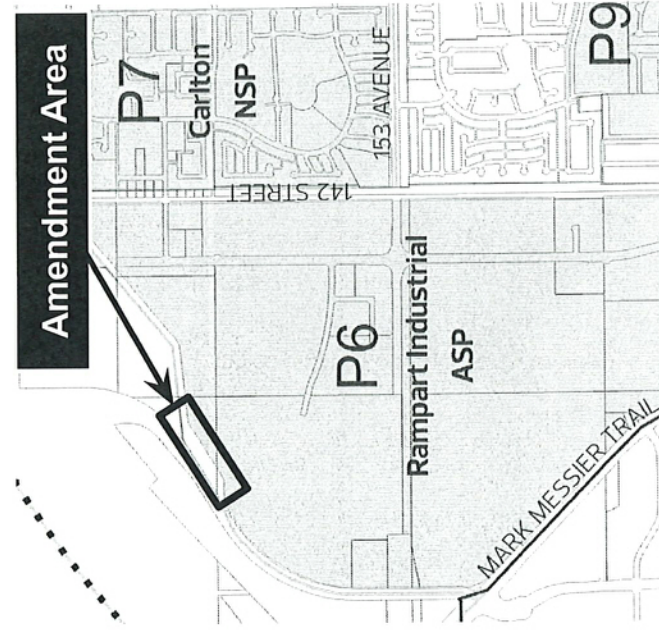 Amendment Area
P7
Carlton
NSP
153 AVENUE
P9
142 STREET
P6
Rampart Industrial
ASP
MARK MESSIER TRAIL